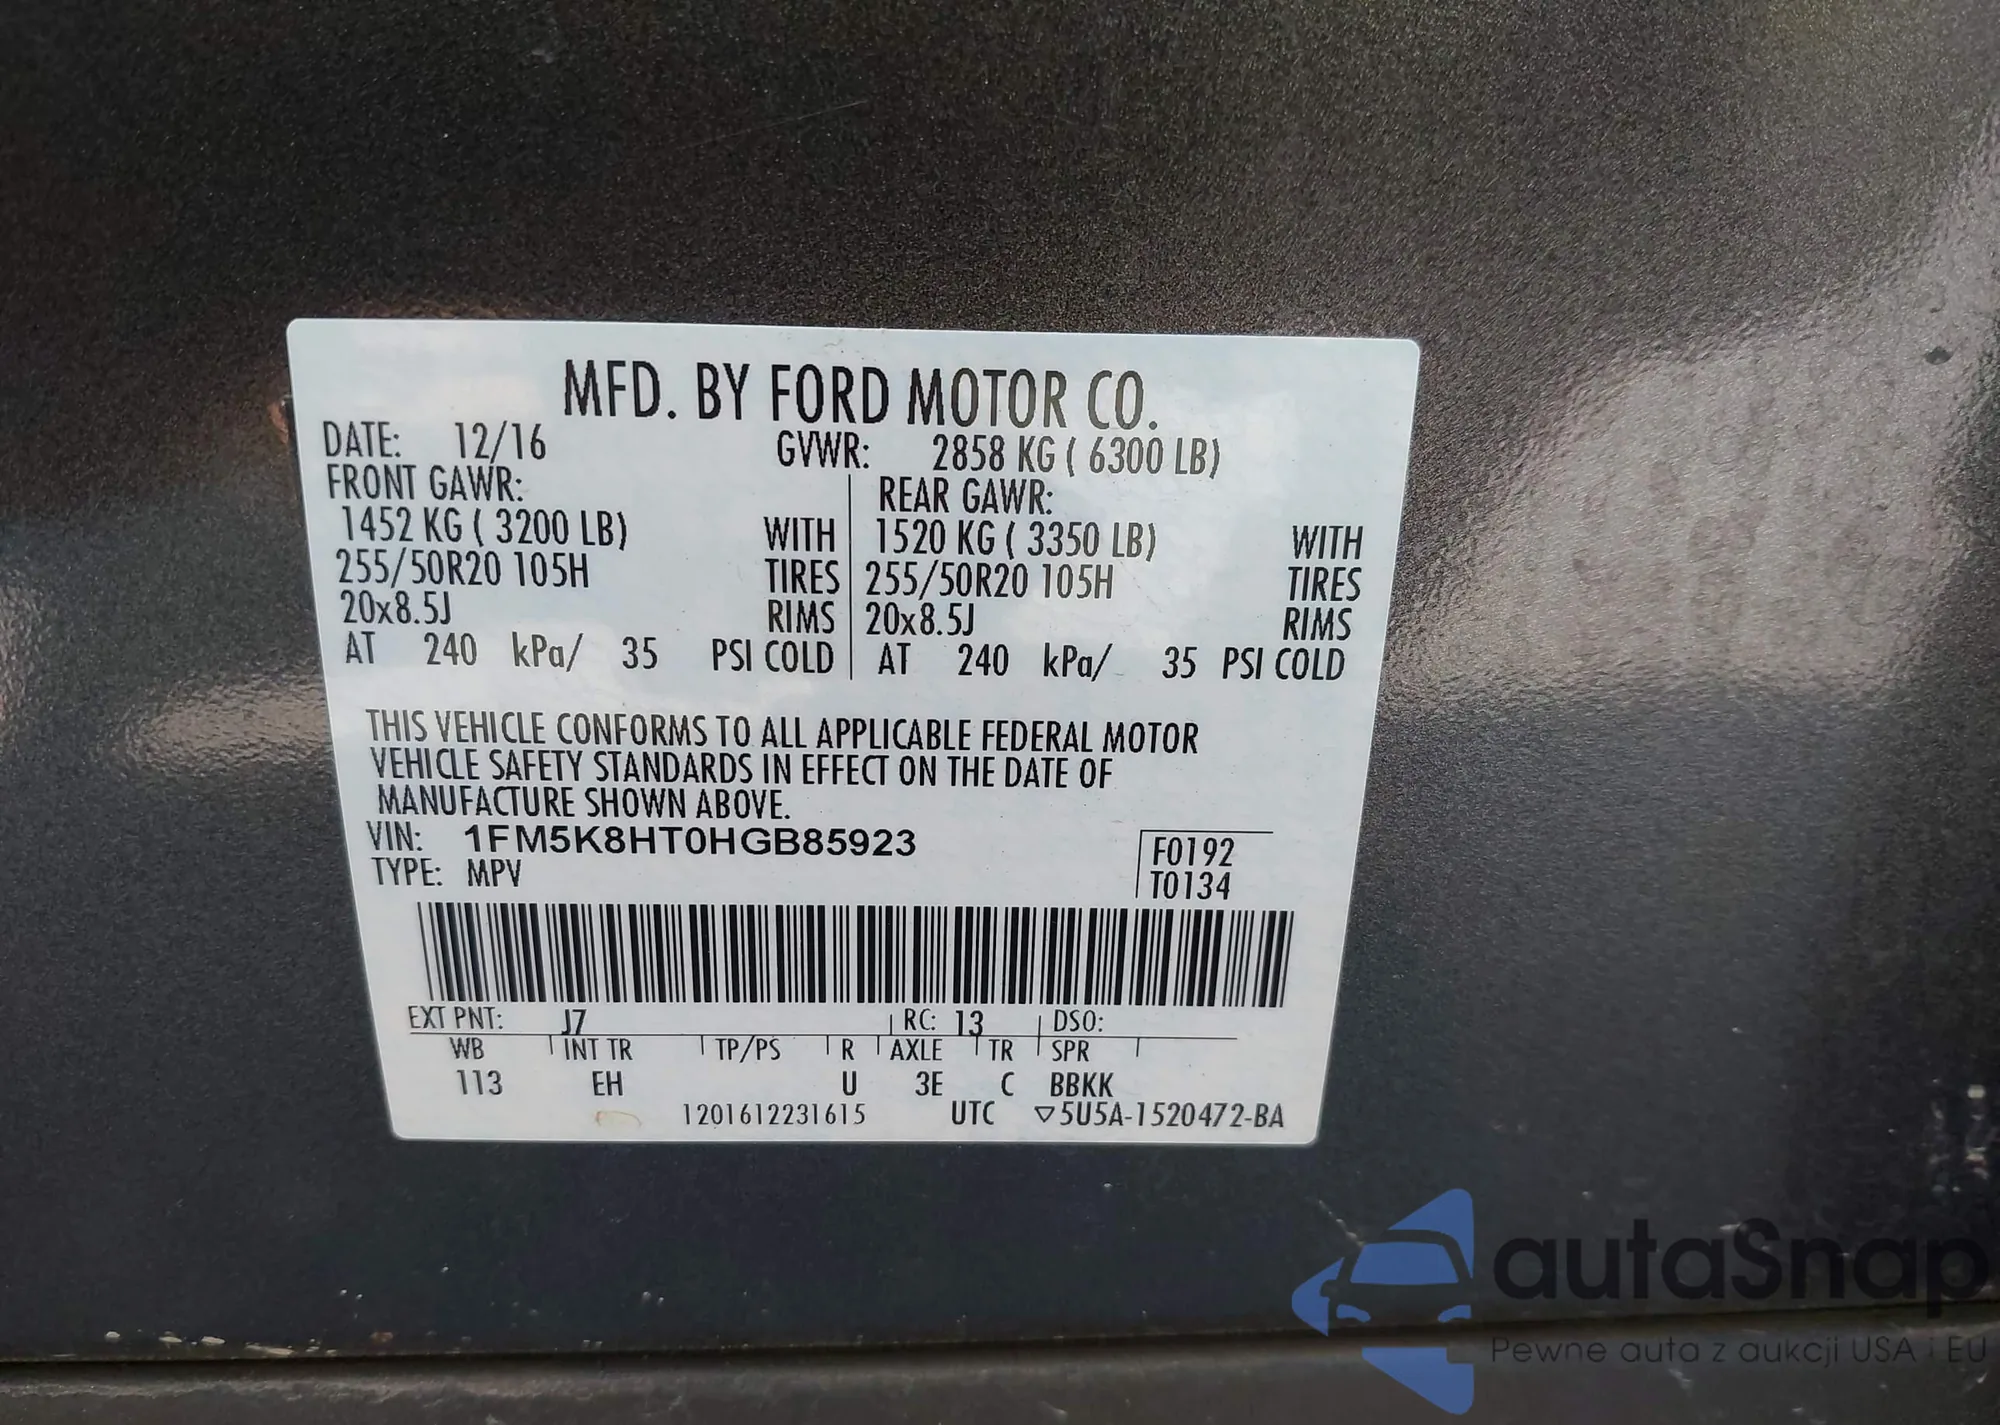 MFD. BY FORD MOTOR CO.
DATE: 12/16 GVWR: 2858 KG ( 6300 LB)
FRONT GAWR: REAR GAWR:
1452 KG ( 3200 LB) WITH 1520 KG ( 3350 LB) WITH
255/50R20 105H TIRES 255/50R20 105H TIRES
20x8.5J RIMS 20x8.5J RIMS
AT 240 kPa/ 35 PSI COLD AT 240 kPa/ 35 PSI COLD
THIS VEHICLE CONFORMS TO ALL APPLICABLE FEDERAL MOTOR
VEHICLE SAFETY STANDARDS IN EFFECT ON THE DATE OF
MANUFACTURE SHOWN ABOVE.
VIN: 1FM5K8HT0HGB85923 F0192
TYPE: MPV T0134
EXT PNT: J7 RC: 13 DSO:
WB INT TR TP/PS R AXLE TR SPR
113 EH U 3E C BBKK
1201612231615 UTC ▽5U5A-1520472-BA
autaSnap
Pewne auta z aukcji USA i EU